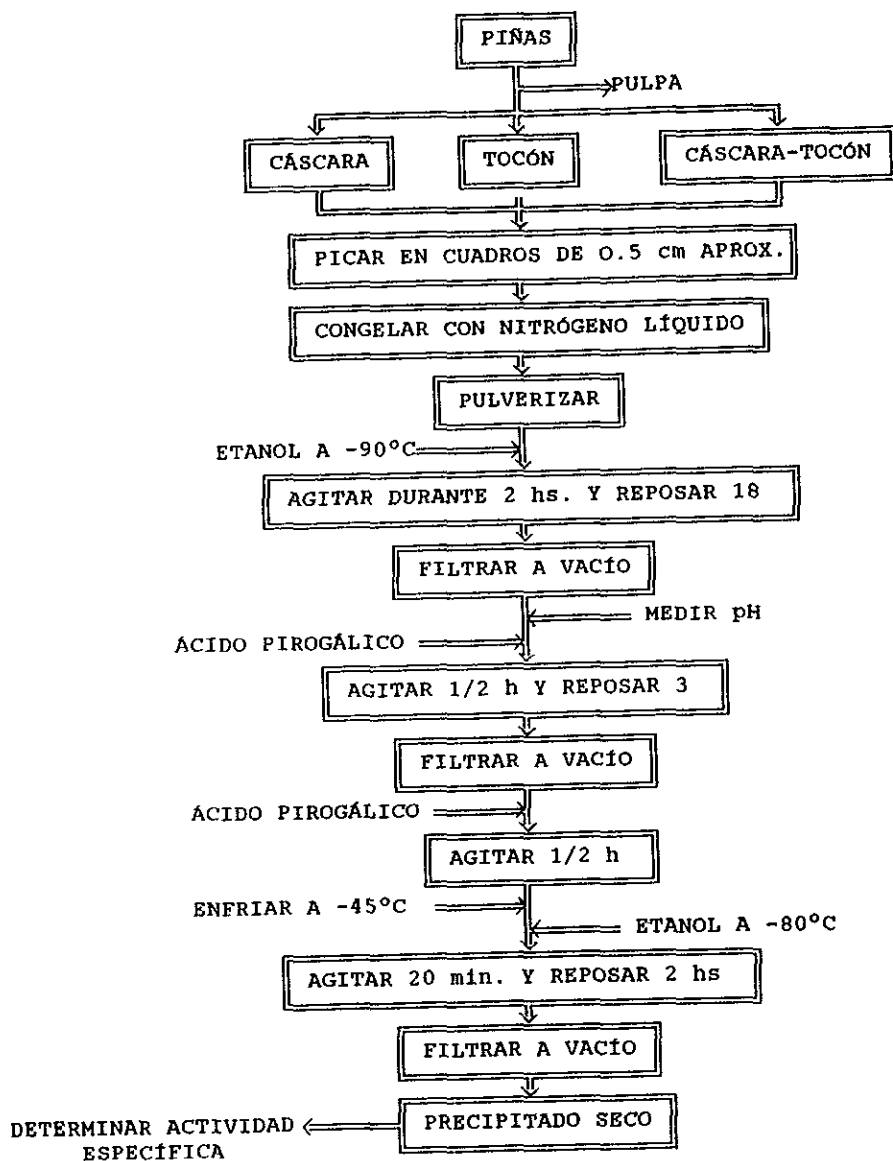 PIÑAS
PULPA
CÁSCARA
TOCÓN
CÁSCARA-TOCÓN
PICAR EN CUADROS DE O.5 cm APROX.
CONGELAR CON NITRÓGENO LÍQUIDO
PULVERIZAR
ETANOL A -90°C
AGITAR DURANTE 2 hs. Y REPOSAR 18
FILTRAR A VACÍO
MEDIR pH
ÁCIDO PIROGÁLICO
AGITAR 1/2 h Y REPOSAR 3
FILTRAR A VACÍO
ÁCIDO PIROGÁLICO
AGITAR 1/2 h
ENFRIAR A -45°C
ETANOL A -80°C
AGITAR 20 min. Y REPOSAR 2 hs
FILTRAR A VACÍO
PRECIPITADO SECO
DETERMINAR ACTIVIDAD
ESPECÍFICA